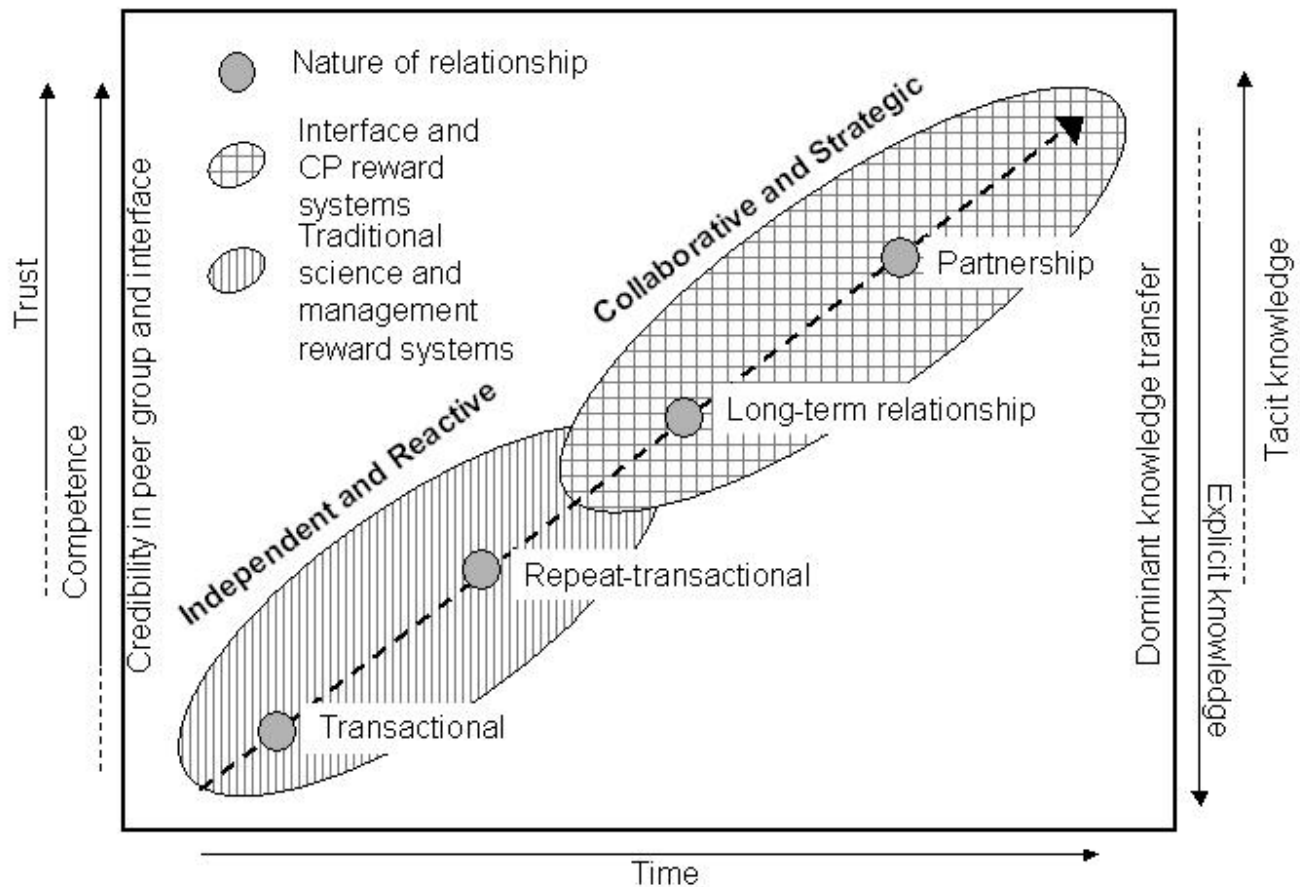 Nature of relationship
Interface and
CP reward
systems
Traditional
science and
management
reward systems
Trust
Competence
Credibility in peer group and interface
Independent and Reactive
Collaborative and Strategic
Partnership
Long-term relationship
Repeat-transactional
Transactional
Dominant knowledge transfer
Explicit knowledge
Tacit knowledge
Time